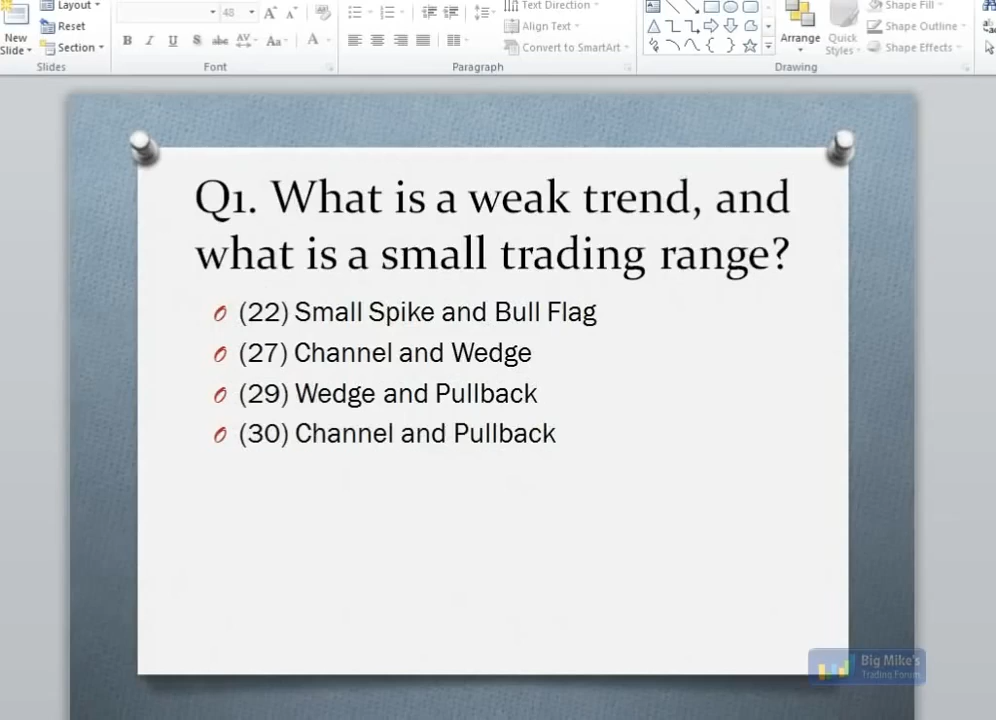 Layout
Reset
New
Slide
Section
Slides
48
Font
Text Direction
Align Text
Convert to SmartArt
Paragraph
Arrange
Quick
Styles
Shape Fill
Shape Outline
Shape Effects
Drawing
Q1. What is a weak trend, and
what is a small trading range?
(22) Small Spike and Bull Flag
(27) Channel and Wedge
(29) Wedge and Pullback
(30) Channel and Pullback
Big Mike's
Trading Forum